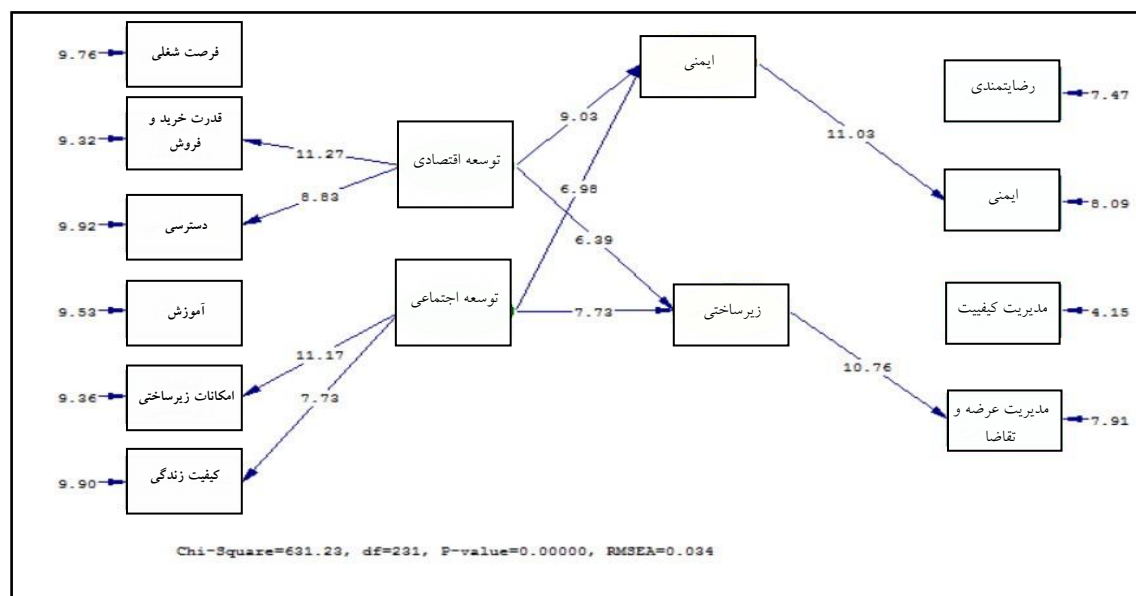 9.76
فرصت شغلی
9.32
قدرت خرید و
فروش
9.92
دسترسی
9.53
آموزش
9.36
امکانات زیرساختی
9.90
کیفیت زندگی
11.27
8.83
توسعه اقتصادی
11.17
7.73
توسعه اجتماعی
9.03
6.98
6.39
7.73
ایمنی
زیرساختی
11.03
10.76
رضایتمندی
7.47
ایمنی
8.09
مدیریت کیفییت
4.15
مدیریت عرضه و
تقاضا
7.91
Chi-Square=631.23, df=231, P-value=0.00000, RMSEA=0.034